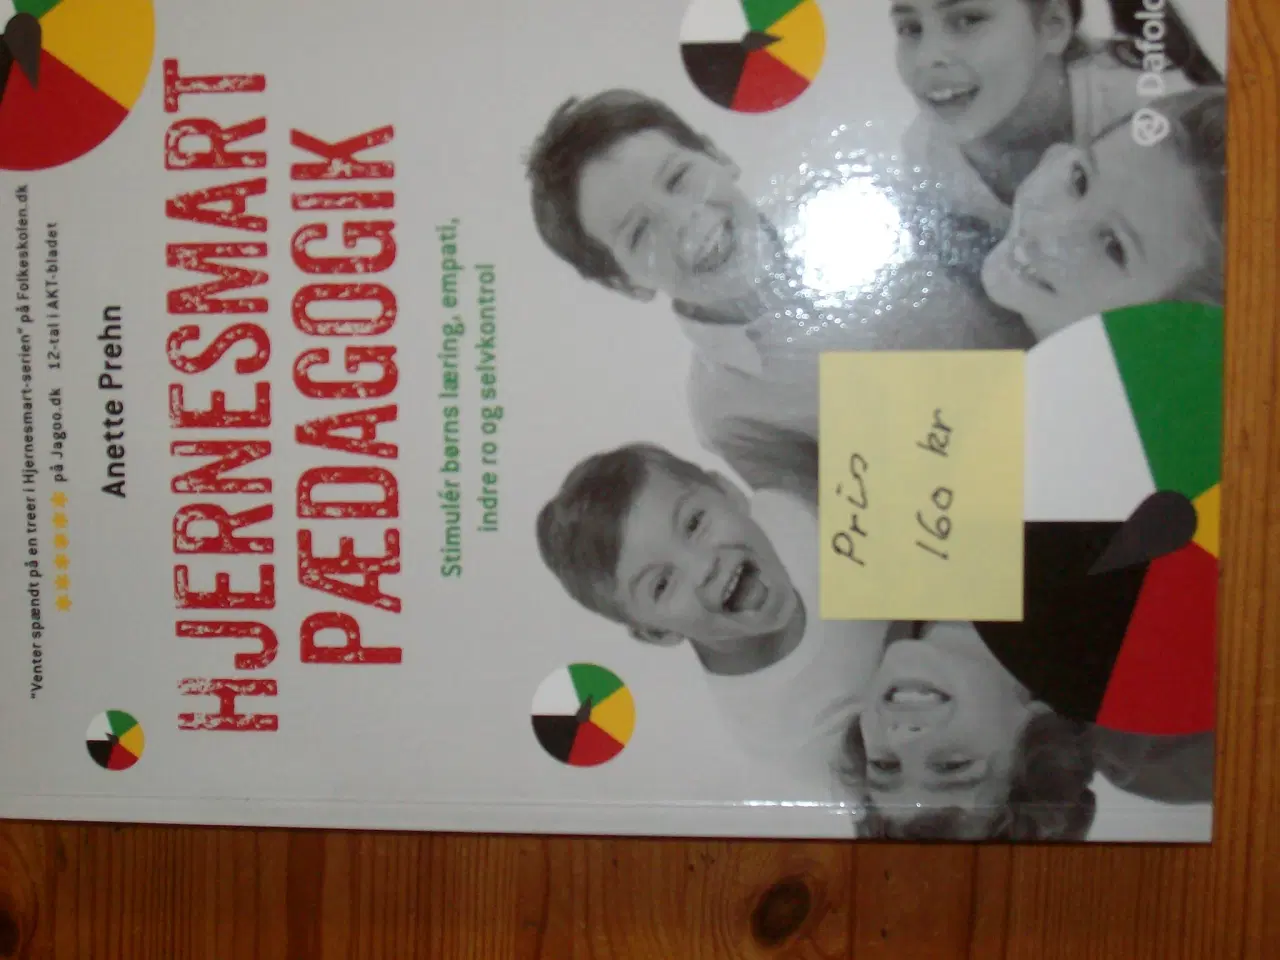 "Venter spændt på en treer i Hjernesmart-serien" på Folkeskolen.dk
****** på Jagoo.dk 12-tal i AKT-bladet
Anette Prehn
HJERNESMART
PÆDAGOGIK
Stimulér børns læring, empati,
indre ro og selvkontrol
Pris
160 kr
Dafolo